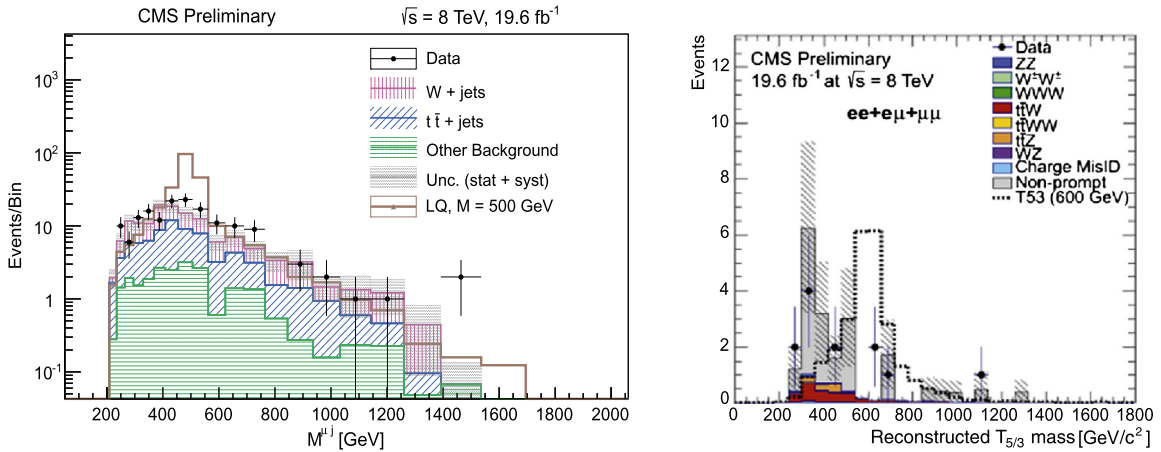 CMS Preliminary
√s = 8 TeV, 19.6 fb⁻¹
Events/Bin
10³
10²
10
1
10⁻¹
Data
W + jets
t t̄ + jets
Other Background
Unc. (stat + syst)
LQ, M = 500 GeV
200 400 600 800 1000 1200 1400 1600 1800 2000
M^{μ j} [GeV]
Events
12
10
8
6
4
2
0
CMS Preliminary
19.6 fb⁻¹ at √s = 8 TeV
ee+eμ+μμ
Data
ZZ
W±W±
WWW
tt̄W
tt̄WW
tt̄Z
WZ
Charge MisID
Non-prompt
T53 (600 GeV)
0 200 400 600 800 1000 1200 1400 1600 1800
Reconstructed T₅/₃ mass [GeV/c²]